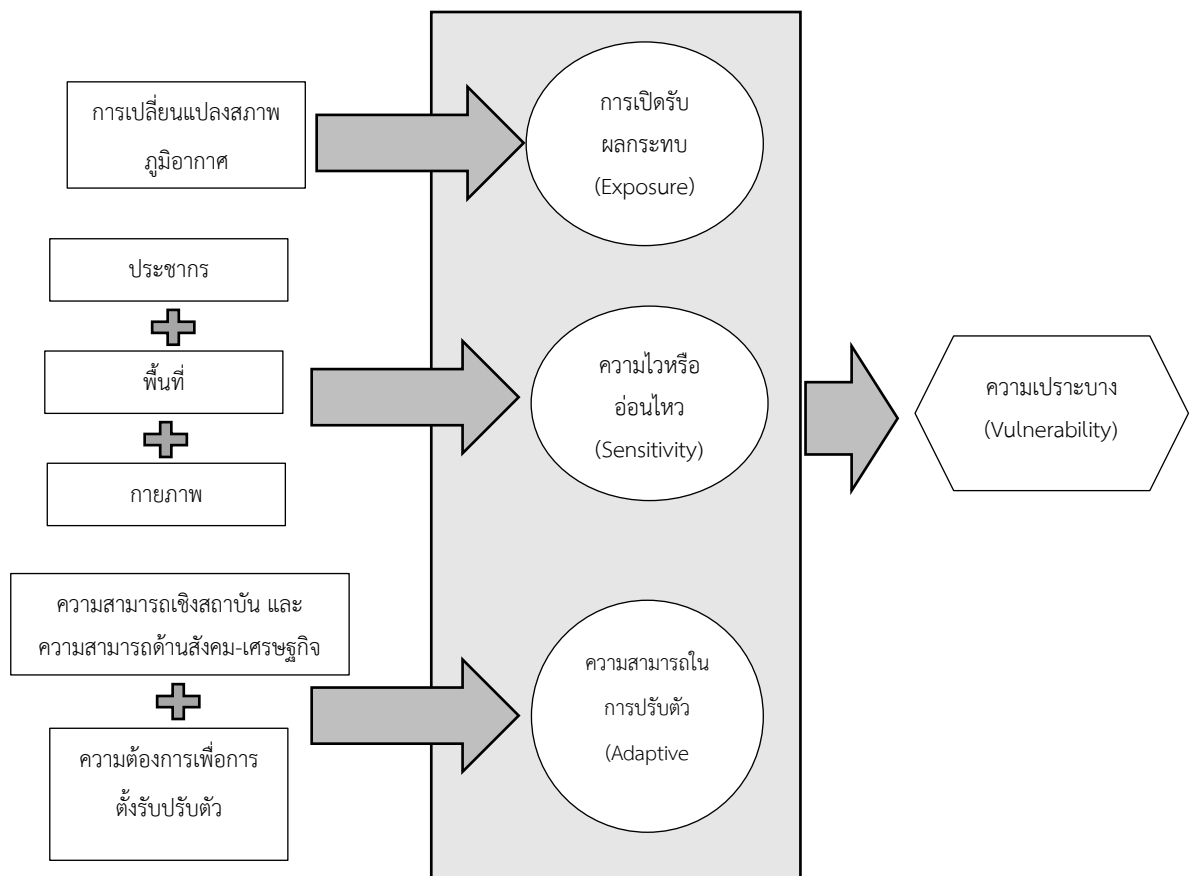 การเปลี่ยนแปลงสภาพ
ภูมิอากาศ
การเปิดรับ
ผลกระทบ
(Exposure)
ประชากร
พื้นที่
กายภาพ
ความไวหรือ
อ่อนไหว
(Sensitivity)
ความเปราะบาง
(Vulnerability)
ความสามารถเชิงสถาบัน และ
ความสามารถด้านสังคม-เศรษฐกิจ
ความต้องการเพื่อการ
ตั้งรับปรับตัว
ความสามารถใน
การปรับตัว
(Adaptive